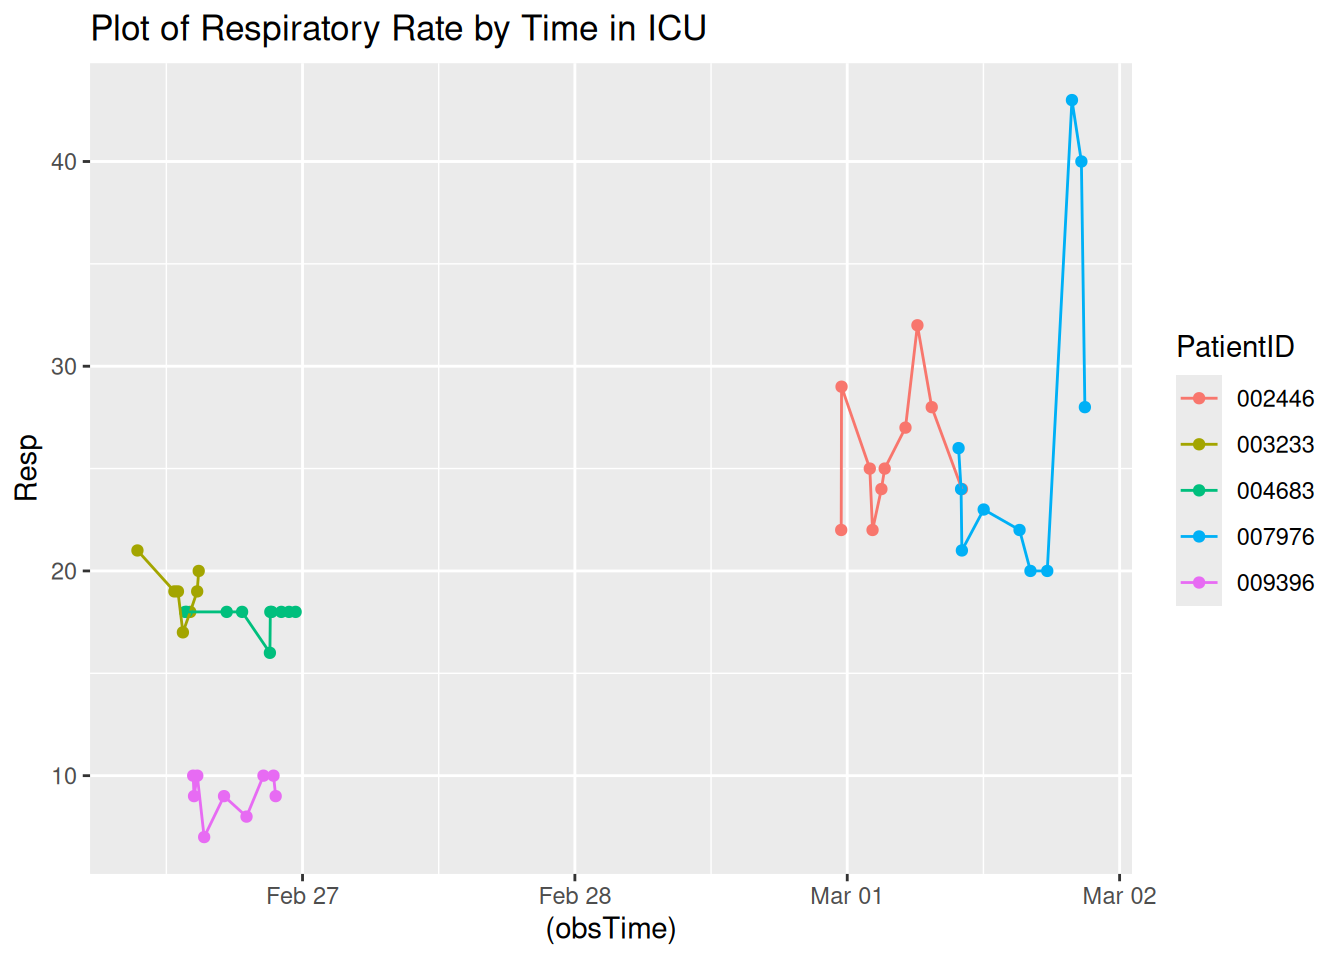 Plot of Respiratory Rate by Time in ICU
Resp
40
30
20
10
Feb 27
Feb 28
Mar 01
Mar 02
(obsTime)
PatientID
002446
003233
004683
007976
009396